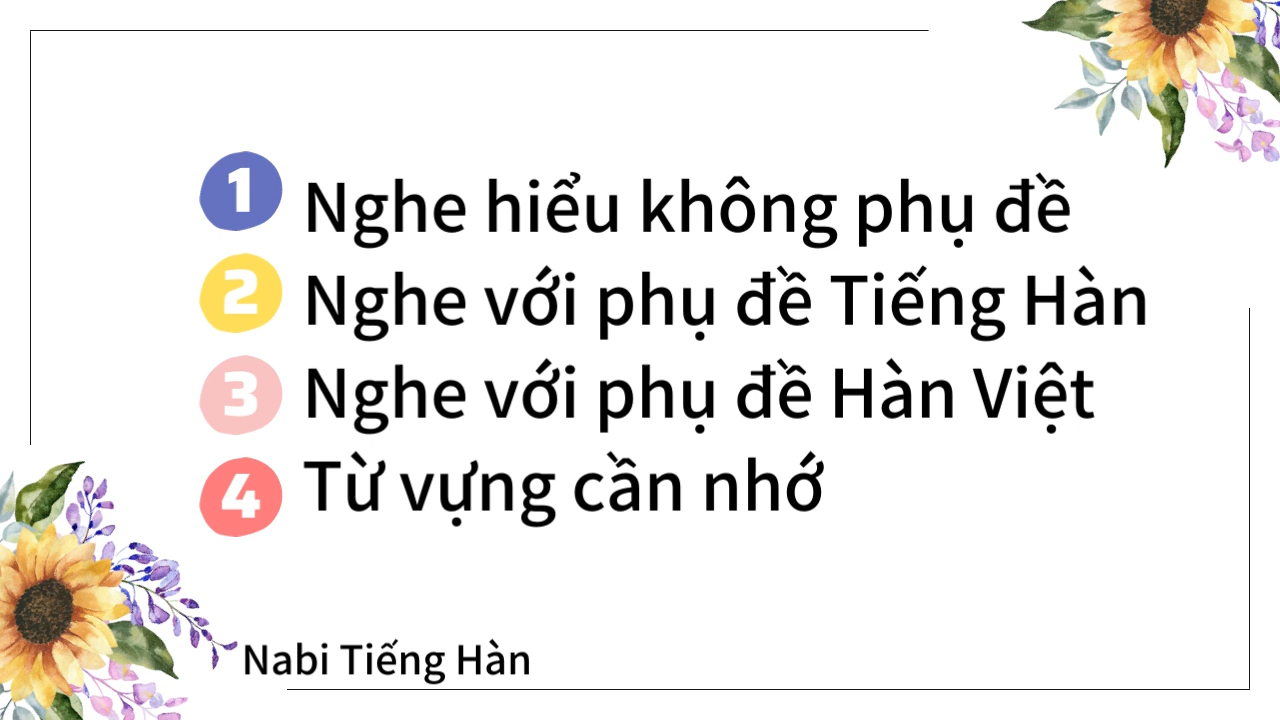 1 Nghe hiểu không phụ đề
2 Nghe với phụ đề Tiếng Hàn
3 Nghe với phụ đề Hàn Việt
4 Từ vựng cần nhớ
Nabi Tiếng Hàn